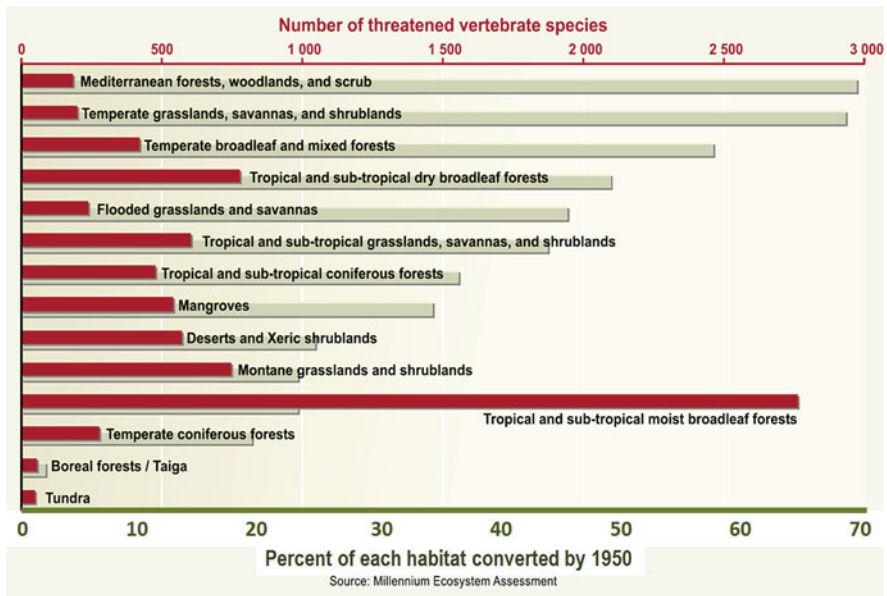 Number of threatened vertebrate species
0 500 1 000 1 500 2 000 2 500 3 000
Mediterranean forests, woodlands, and scrub
Temperate grasslands, savannas, and shrublands
Temperate broadleaf and mixed forests
Tropical and sub-tropical dry broadleaf forests
Flooded grasslands and savannas
Tropical and sub-tropical grasslands, savannas, and shrublands
Tropical and sub-tropical coniferous forests
Mangroves
Deserts and Xeric shrublands
Montane grasslands and shrublands
Tropical and sub-tropical moist broadleaf forests
Temperate coniferous forests
Boreal forests / Taiga
Tundra
0 10 20 30 40 50 60 70
Percent of each habitat converted by 1950
Source: Millennium Ecosystem Assessment